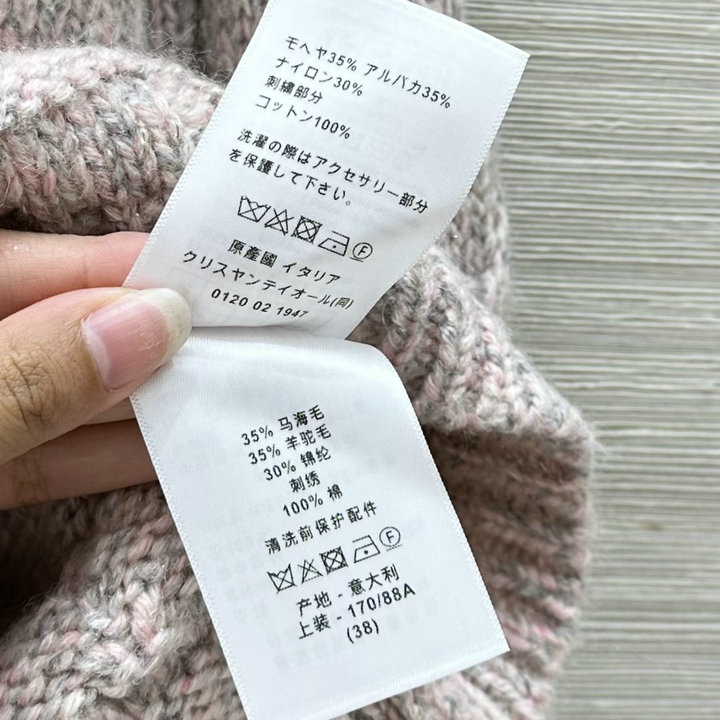 モヘヤ35% アルパカ35%
ナイロン30%
刺繍部分
コットン100%
洗濯の際はアクセサリー部分
を保護して下さい。
F
原產國 イタリア
クリスヤンテイオール(同)
0120 02 1947
35% 马海毛
35% 羊驼毛
30% 锦纶
刺绣
100% 棉
清洗前保护配件
F
产地 - 意大利
上装 - 170/88A
(38)